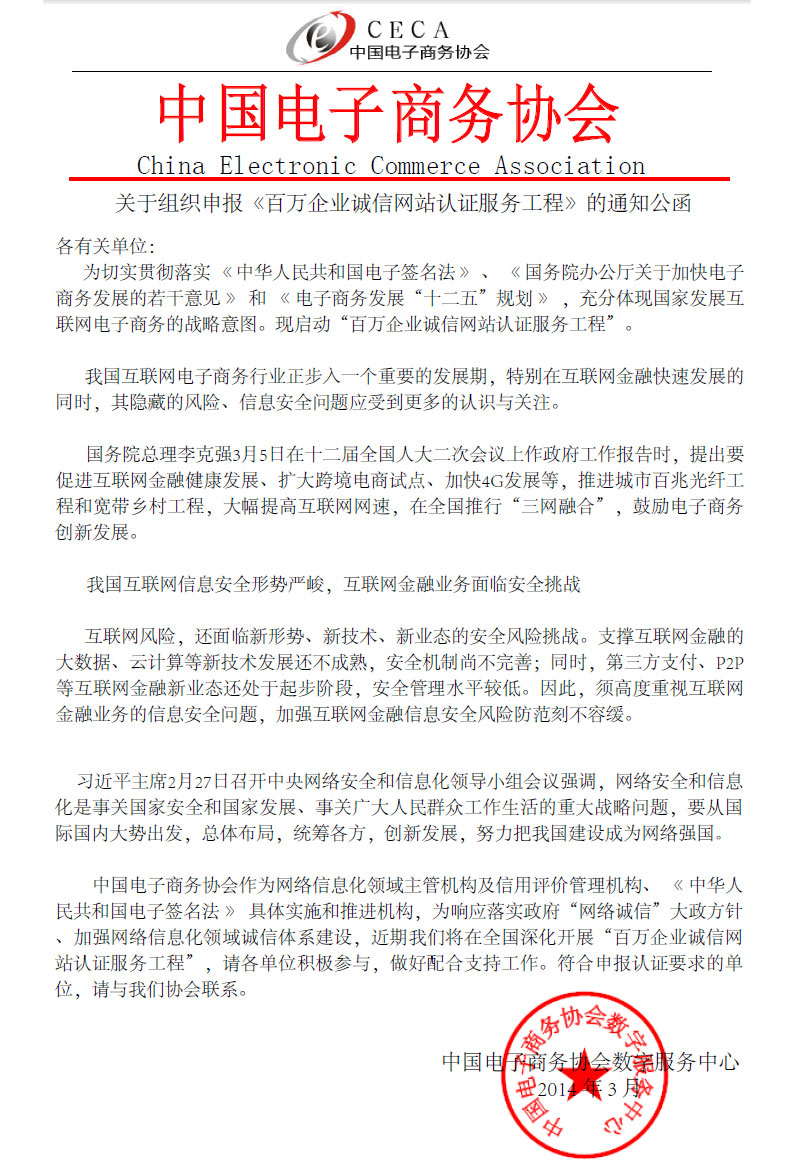 CECA
中国电子商务协会
中国电子商务协会
China Electronic Commerce Association
关于组织申报《百万企业诚信网站认证服务工程》的通知公函
各有关单位：
为切实贯彻落实《中华人民共和国电子签名法》、《国务院办公厅关于加快电子
商务发展的若干意见》和《电子商务发展“十二五”规划》，充分体现国家发展互
联网电子商务的战略意图。现启动“百万企业诚信网站认证服务工程”。
我国互联网电子商务行业正步入一个重要的发展期，特别在互联网金融快速发展的
同时，其隐藏的风险、信息安全问题应受到更多的认识与关注。
国务院总理李克强3月5日在十二届全国人大二次会议上作政府工作报告时，提出要
促进互联网金融健康发展、扩大跨境电商试点、加快4G发展等，推进城市百兆光纤工
程和宽带乡村工程，大幅提高互联网网速，在全国推行“三网融合”，鼓励电子商务
创新发展。
我国互联网信息安全形势严峻，互联网金融业务面临安全挑战
互联网风险，还面临新形势、新技术、新业态的安全风险挑战。支撑互联网金融的
大数据、云计算等新技术发展还不成熟，安全机制尚不完善；同时，第三方支付、P2P
等互联网金融新业态还处于起步阶段，安全管理水平较低。因此，须高度重视互联网
金融业务的信息安全问题，加强互联网金融信息安全风险防范刻不容缓。
习近平主席2月27日召开中央网络安全和信息化领导小组会议强调，网络安全和信息
化是事关国家安全和国家发展、事关广大人民群众工作生活的重大战略问题，要从国
际国内大势出发，总体布局，统筹各方，创新发展，努力把我国建设成为网络强国。
中国电子商务协会作为网络信息化领域主管机构及信用评价管理机构、《中华人
民共和国电子签名法》具体实施和推进机构，为响应落实政府“网络诚信”大政方针
、加强网络信息化领域诚信体系建设，近期我们将在全国深化开展“百万企业诚信网
站认证服务工程”，请各单位积极参与，做好配合支持工作。符合申报认证要求的单
位，请与我们协会联系。
中国电子商务协会数字服务中心
2014 年 3 月
中国电子商务协会数字服务中心